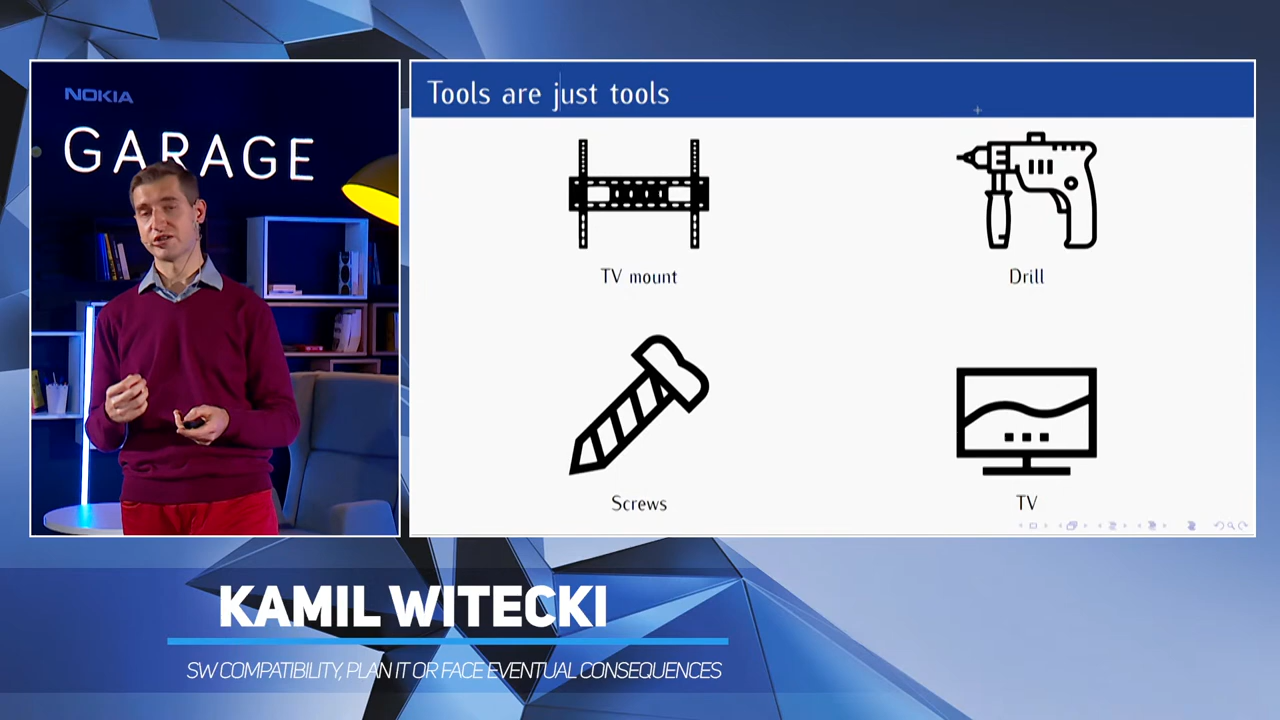 NOKIA
GARAGE
Tools are just tools
TV mount
Drill
Screws
TV
KAMIL WITECKI
SW COMPATIBILITY, PLAN IT OR FACE EVENTUAL CONSEQUENCES